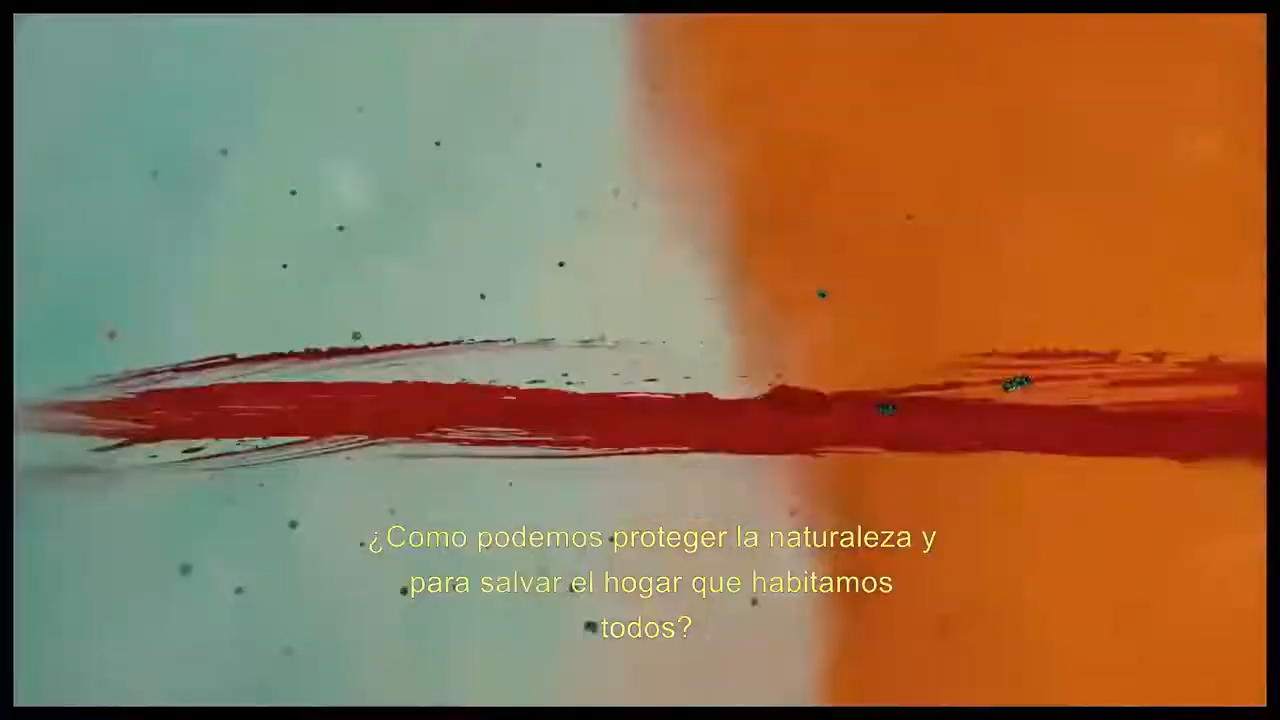 ¿Como podemos proteger la naturaleza y
para salvar el hogar que habitamos
todos?